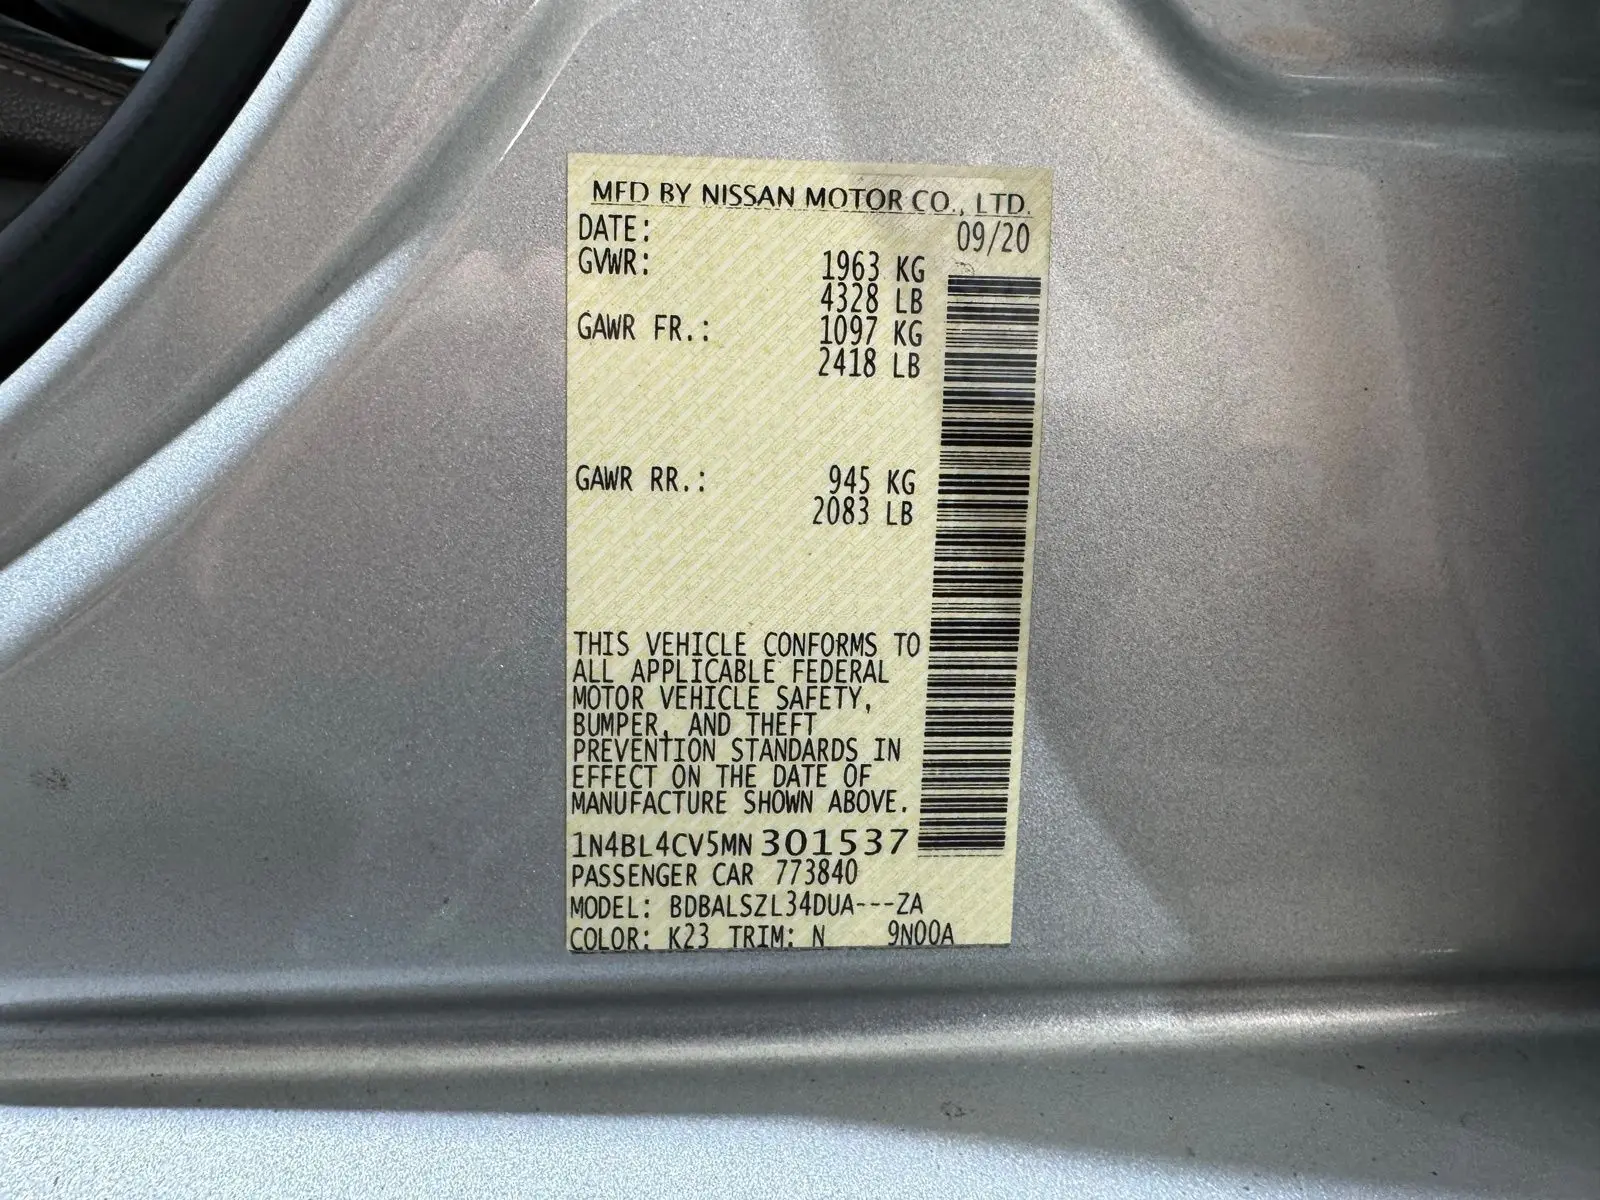 MFD BY NISSAN MOTOR CO., LTD.
DATE: 09/20
GVWR: 1963 KG
4328 LB
GAWR FR.: 1097 KG
2418 LB
GAWR RR.: 945 KG
2083 LB
THIS VEHICLE CONFORMS TO
ALL APPLICABLE FEDERAL
MOTOR VEHICLE SAFETY,
BUMPER, AND THEFT
PREVENTION STANDARDS IN
EFFECT ON THE DATE OF
MANUFACTURE SHOWN ABOVE.
1N4BL4CV5MN301537
PASSENGER CAR 773840
MODEL: BDBALSZL34DUA---ZA
COLOR: K23 TRIM: N 9N00A